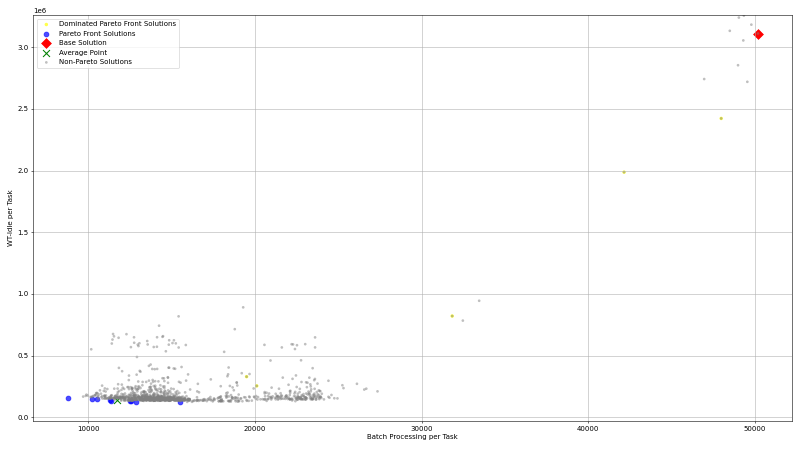 1e6
Dominated Pareto Front Solutions
Pareto Front Solutions
Base Solution
Average Point
Non-Pareto Solutions
3.0
2.5
2.0
1.5
1.0
0.5
0.0
WT-Idle per Task
10000 20000 30000 40000 50000
Batch Processing per Task